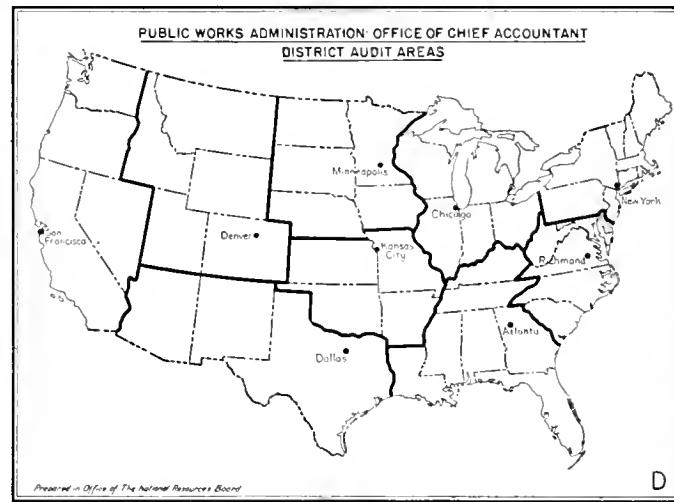 PUBLIC WORKS ADMINISTRATION· OFFICE OF CHIEF ACCOUNTANT
DISTRICT AUDIT AREAS
Minneapolis
New York
Chicago
San
Francisco
Denver
Kansas
City
Richmond
Atlanta
Dallas
Prepared in Office of The National Resources Board
D